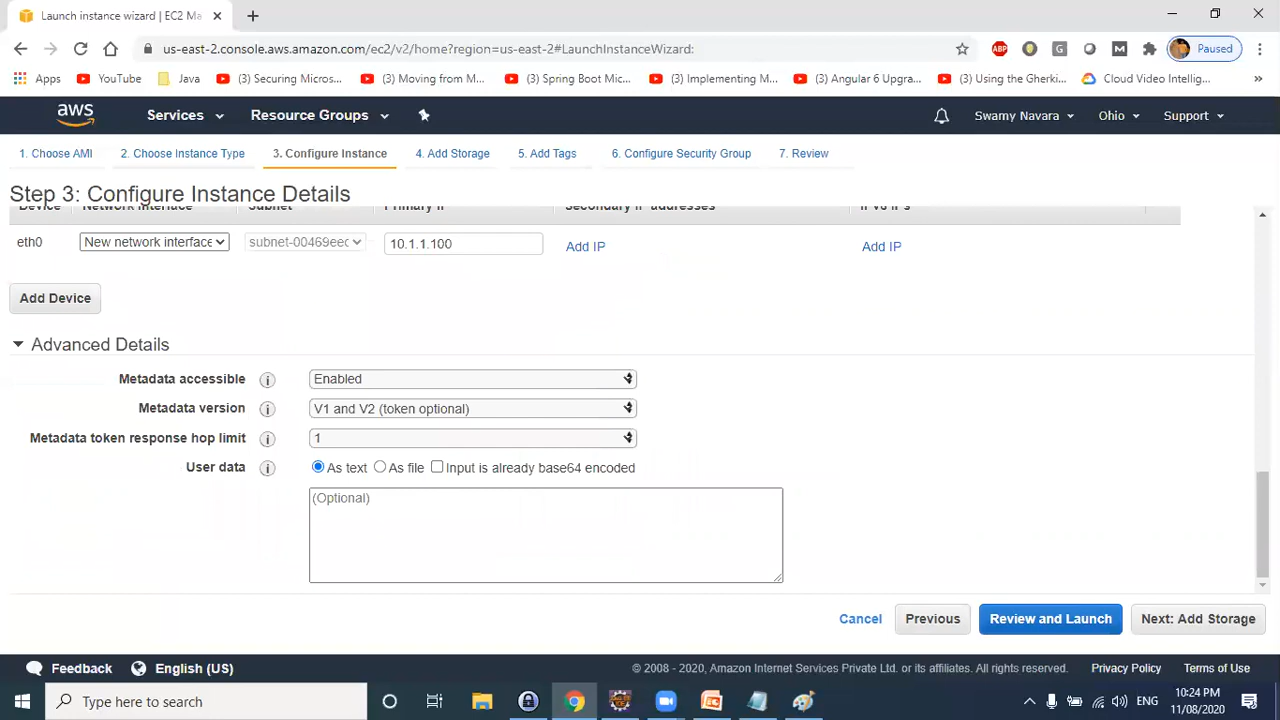 Launch instance wizard | EC2 Ma
us-east-2.console.aws.amazon.com/ec2/v2/home?region=us-east-2#LaunchInstanceWizard:
ABP
G
M
Paused
Apps
YouTube
Java
(3) Securing Micros...
(3) Moving from M...
(3) Spring Boot Mic...
(3) Implementing M...
(3) Angular 6 Upgra...
(3) Using the Gherki...
Cloud Video Intellig...
»
aws
Services
Resource Groups
Swamy Navara
Ohio
Support
1. Choose AMI
2. Choose Instance Type
3. Configure Instance
4. Add Storage
5. Add Tags
6. Configure Security Group
7. Review
Step 3: Configure Instance Details
Device
Network Interface
Subnet
Primary IP
Secondary IP addresses
IPv6 IPs
eth0
New network interface
subnet-00469eec
10.1.1.100
Add IP
Add IP
Add Device
Advanced Details
Metadata accessible
Enabled
Metadata version
V1 and V2 (token optional)
Metadata token response hop limit
1
User data
As text
As file
Input is already base64 encoded
(Optional)
Cancel
Previous
Review and Launch
Next: Add Storage
Feedback
English (US)
© 2008 - 2020, Amazon Internet Services Private Ltd. or its affiliates. All rights reserved.
Privacy Policy
Terms of Use
Type here to search
ENG
10:24 PM
11/08/2020